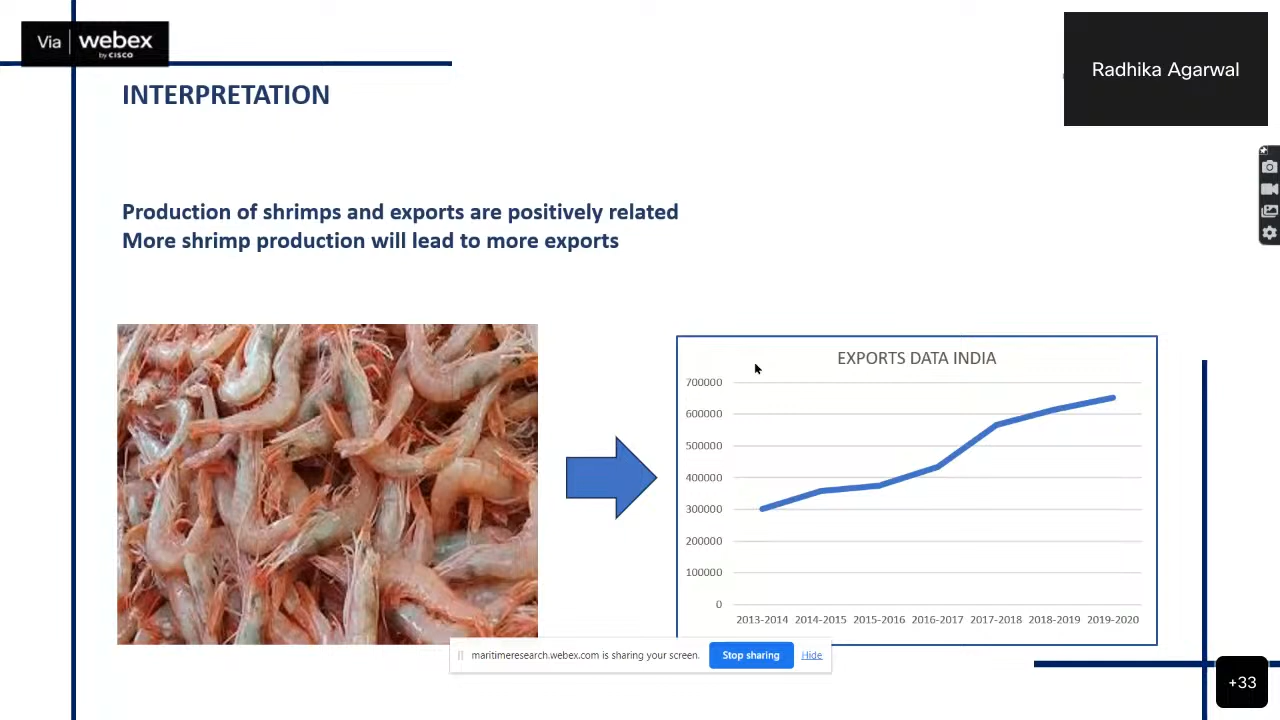 Via webex
by CISCO
Radhika Agarwal
INTERPRETATION
Production of shrimps and exports are positively related
More shrimp production will lead to more exports
EXPORTS DATA INDIA
700000
600000
500000
400000
300000
200000
100000
0
2013-2014 2014-2015 2015-2016 2016-2017 2017-2018 2018-2019 2019-2020
maritimeresearch.webex.com is sharing your screen. Stop sharing Hide
+33